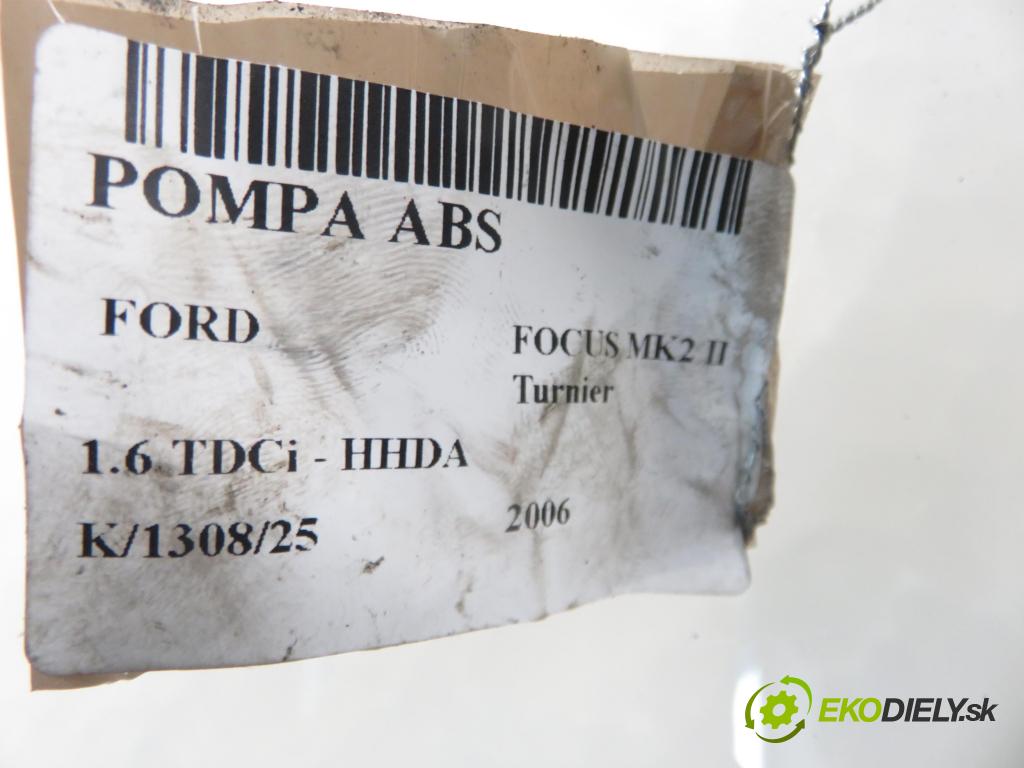 POMPA ABS
FORD
FOCUS MK2 II
Turnier
1.6 TDCi - HHDA
K/1308/25
2006
EKODIELY.sk